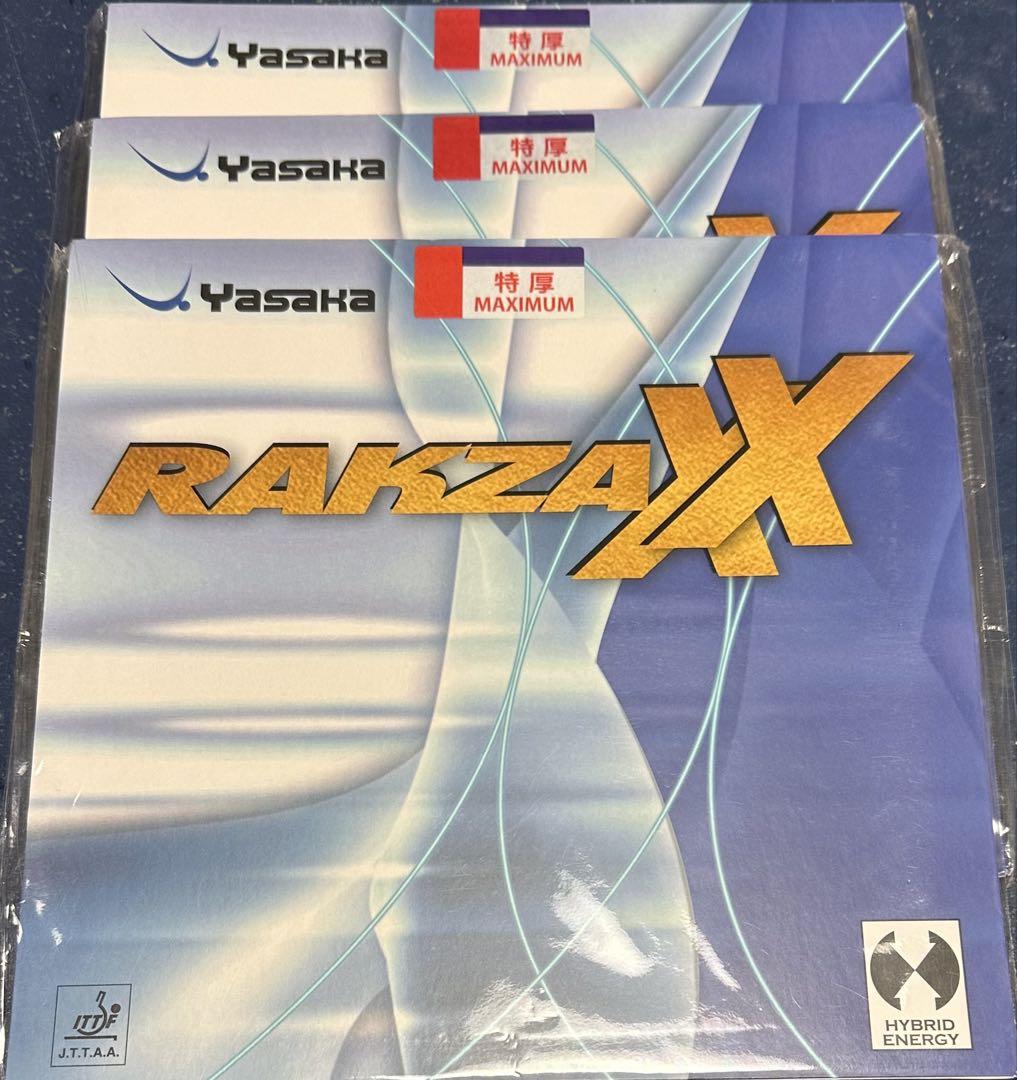 Yasaka
特厚
MAXIMUM
Yasaka
特厚
MAXIMUM
Yasaka
特厚
MAXIMUM
RAKZA XX
ITTF
J.T.T.A.A.
HYBRID
ENERGY